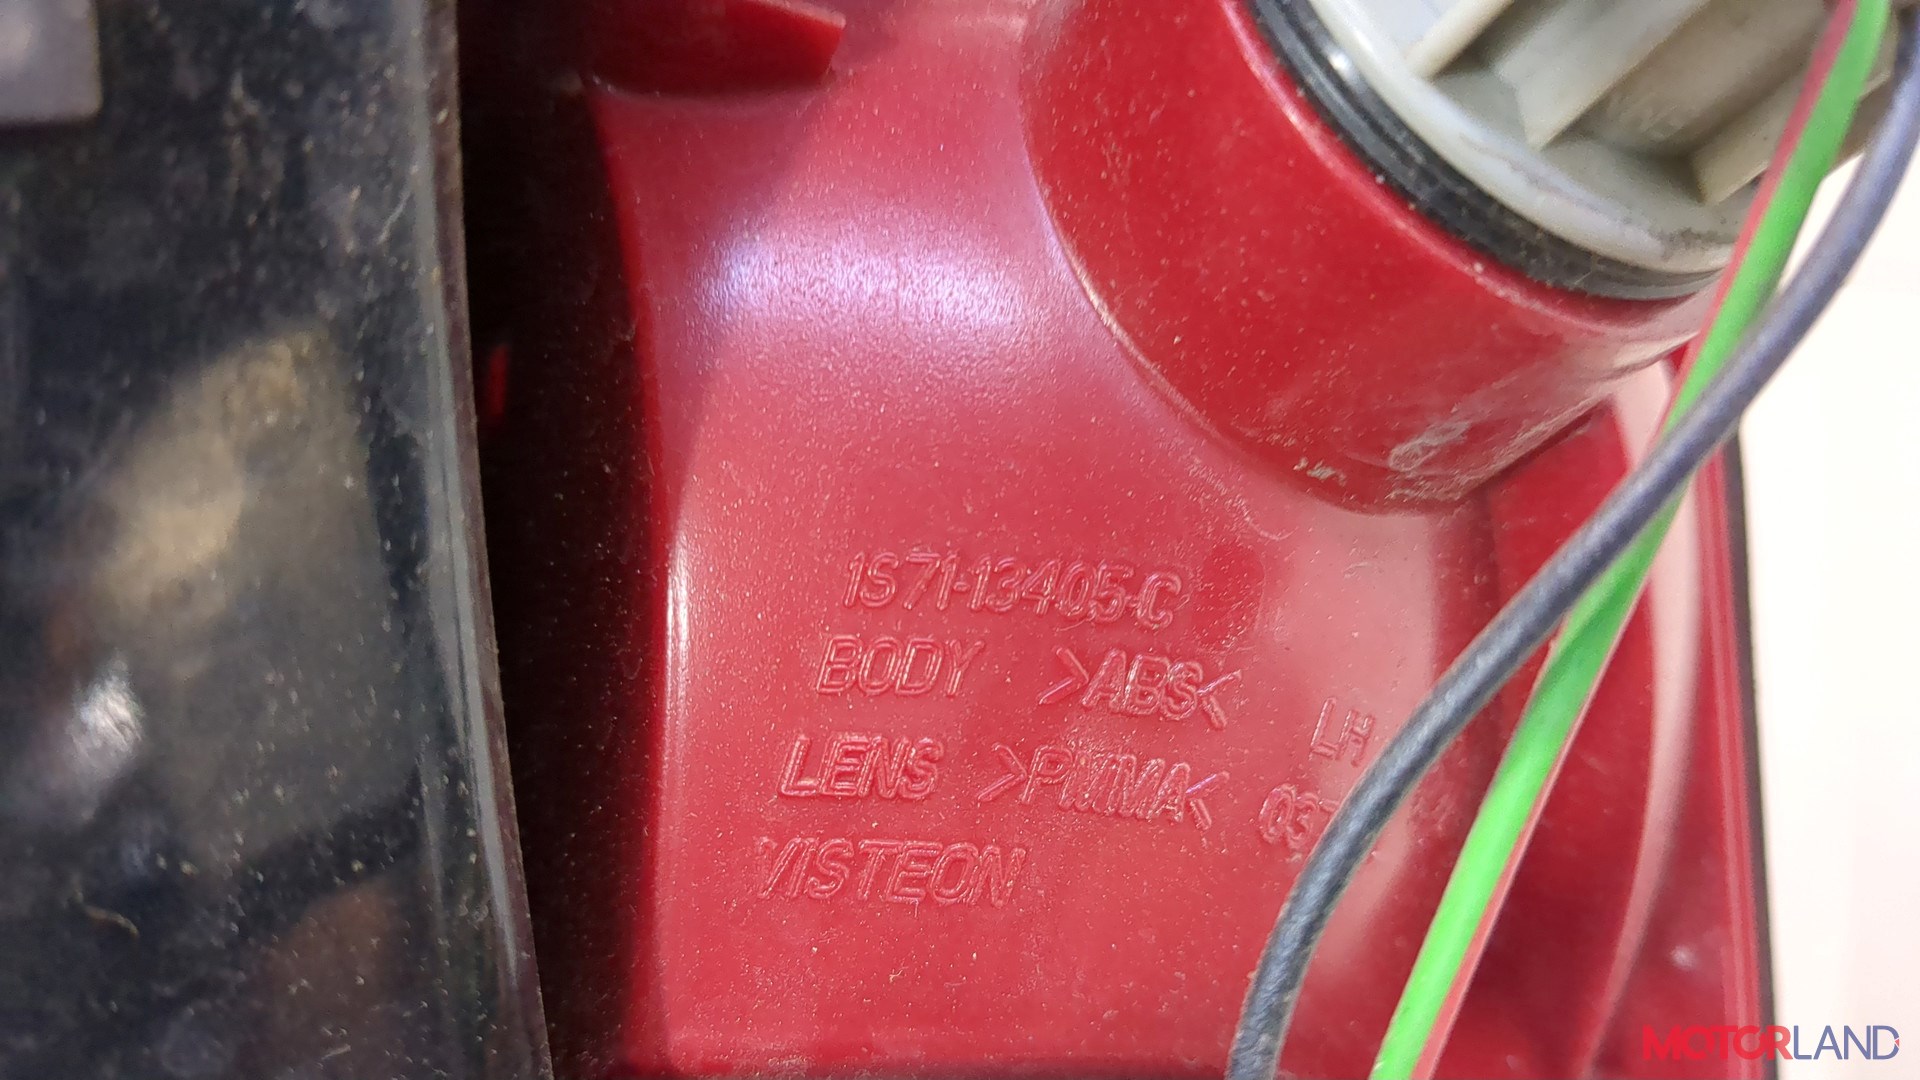 1S71-13405-C
BODY >ABS<
LH
LENS >PMMA<
VISTEON
MOTORLAND